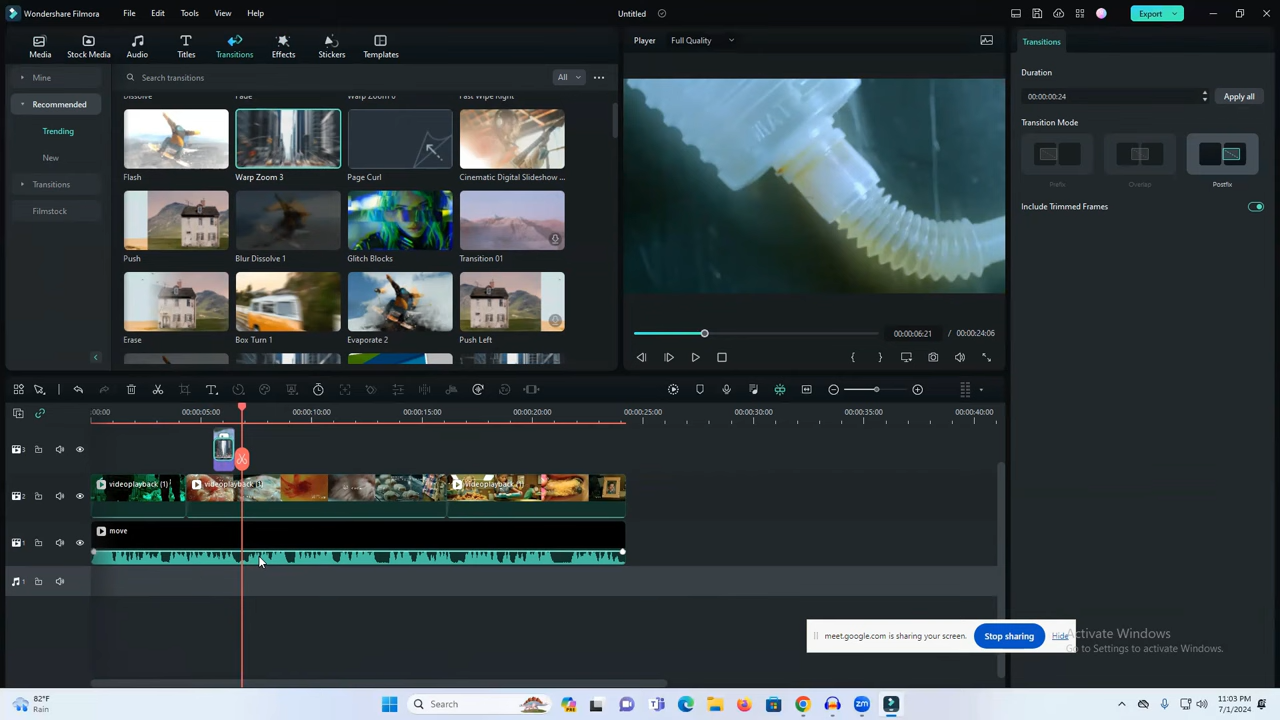 Wondershare Filmora File Edit Tools View Help Untitled Export
Media Stock Media Audio Titles Transitions Effects Stickers Templates
Player Full Quality
Transitions
Mine
Search transitions
All
Recommended
Trending
New
Transitions
Filmstock
Dissolve Fade
Flash Warp Zoom 3 Page Curl Cinematic Digital Slideshow ...
Push Blur Dissolve 1 Glitch Blocks Transition 01
Erase Box Turn 1 Evaporate 2 Push Left
00:00:06:21 / 00:00:24:06
Duration
00:00:00:24 Apply all
Transition Mode
Prefix Overlap Postfix
Include Trimmed Frames
:00:00 00:00:05:00 00:00:10:00 00:00:15:00 00:00:20:00 00:00:25:00 00:00:30:00 00:00:35:00 00:00:40:00
3
2 videoplayback (1) videoplayback (1) videoplayback (1)
1 move
1
meet.google.com is sharing your screen. Stop sharing Hide
Activate Windows
Go to Settings to activate Windows.
82°F
Rain
Search
11:03 PM
7/1/2024